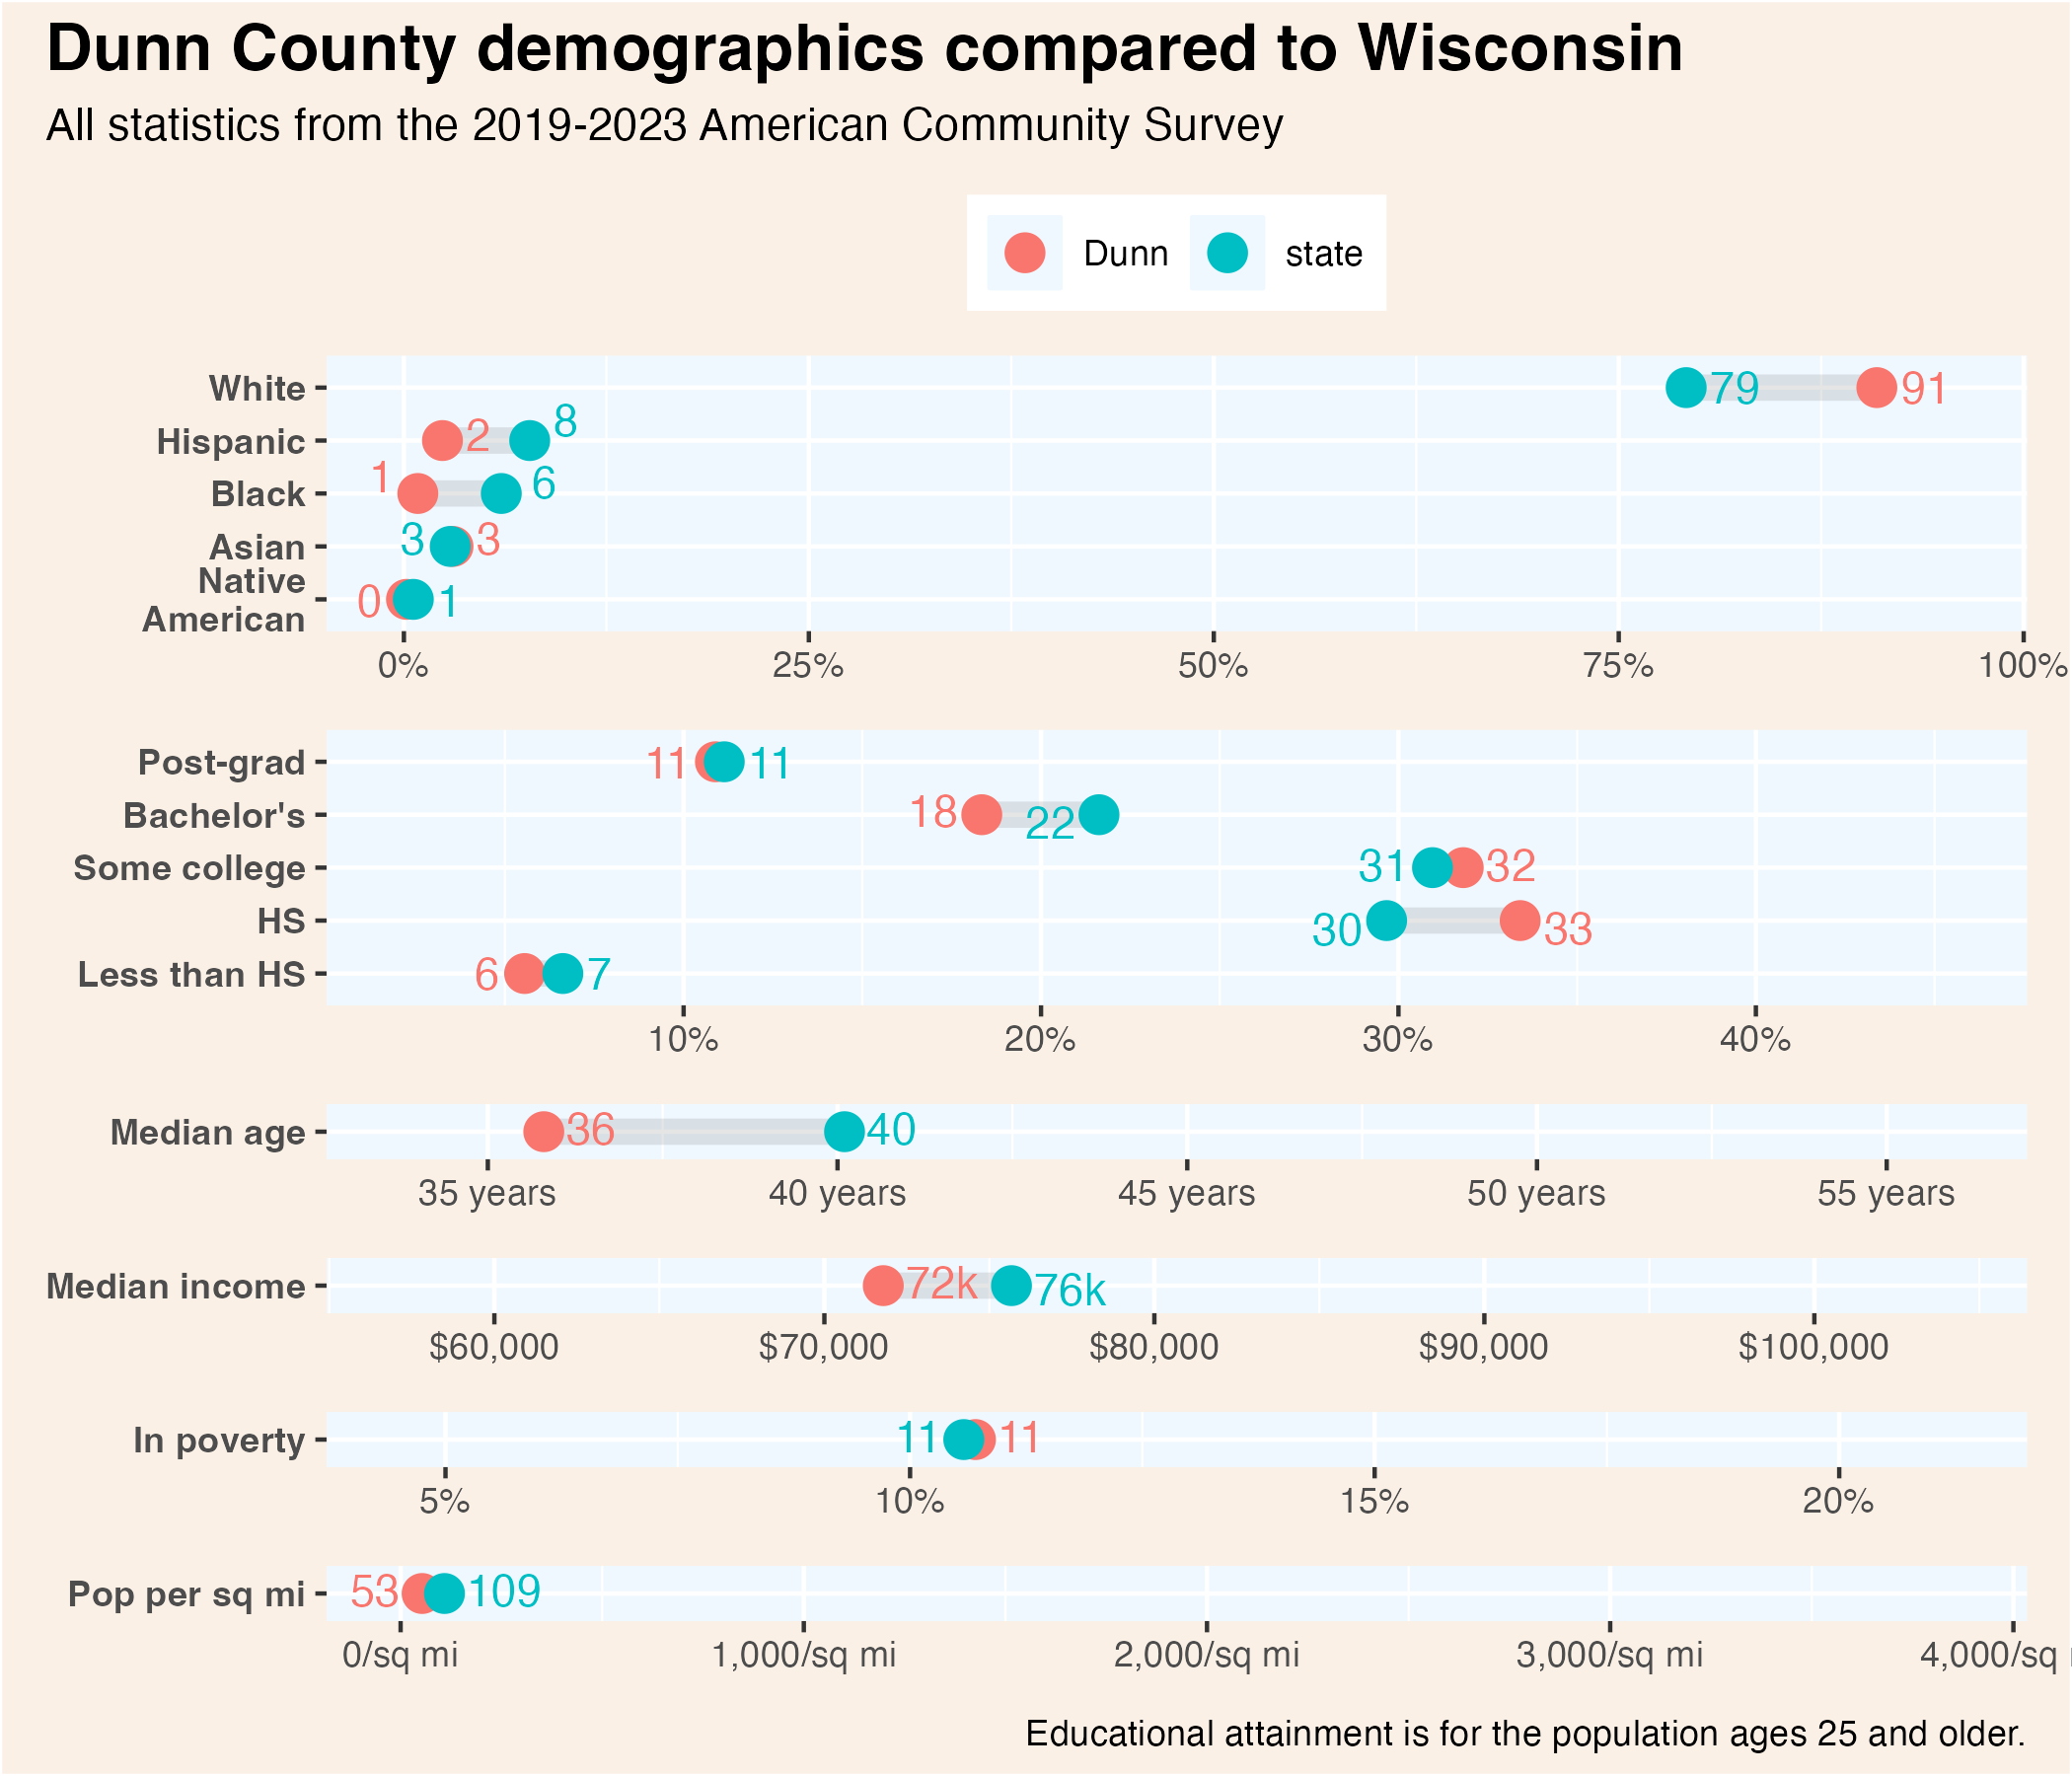 Dunn County demographics compared to Wisconsin
All statistics from the 2019-2023 American Community Survey
Dunn state
White 79 91
Hispanic 2 8
Black 1 6
Asian 3 3
Native
American 0 1
0% 25% 50% 75% 100%
Post-grad 11 11
Bachelor's 18 22
Some college 31 32
HS 30 33
Less than HS 6 7
10% 20% 30% 40%
Median age 36 40
35 years 40 years 45 years 50 years 55 years
Median income 72k 76k
$60,000 $70,000 $80,000 $90,000 $100,000
In poverty 11 11
5% 10% 15% 20%
Pop per sq mi 53 109
0/sq mi 1,000/sq mi 2,000/sq mi 3,000/sq mi 4,000/sq
Educational attainment is for the population ages 25 and older.